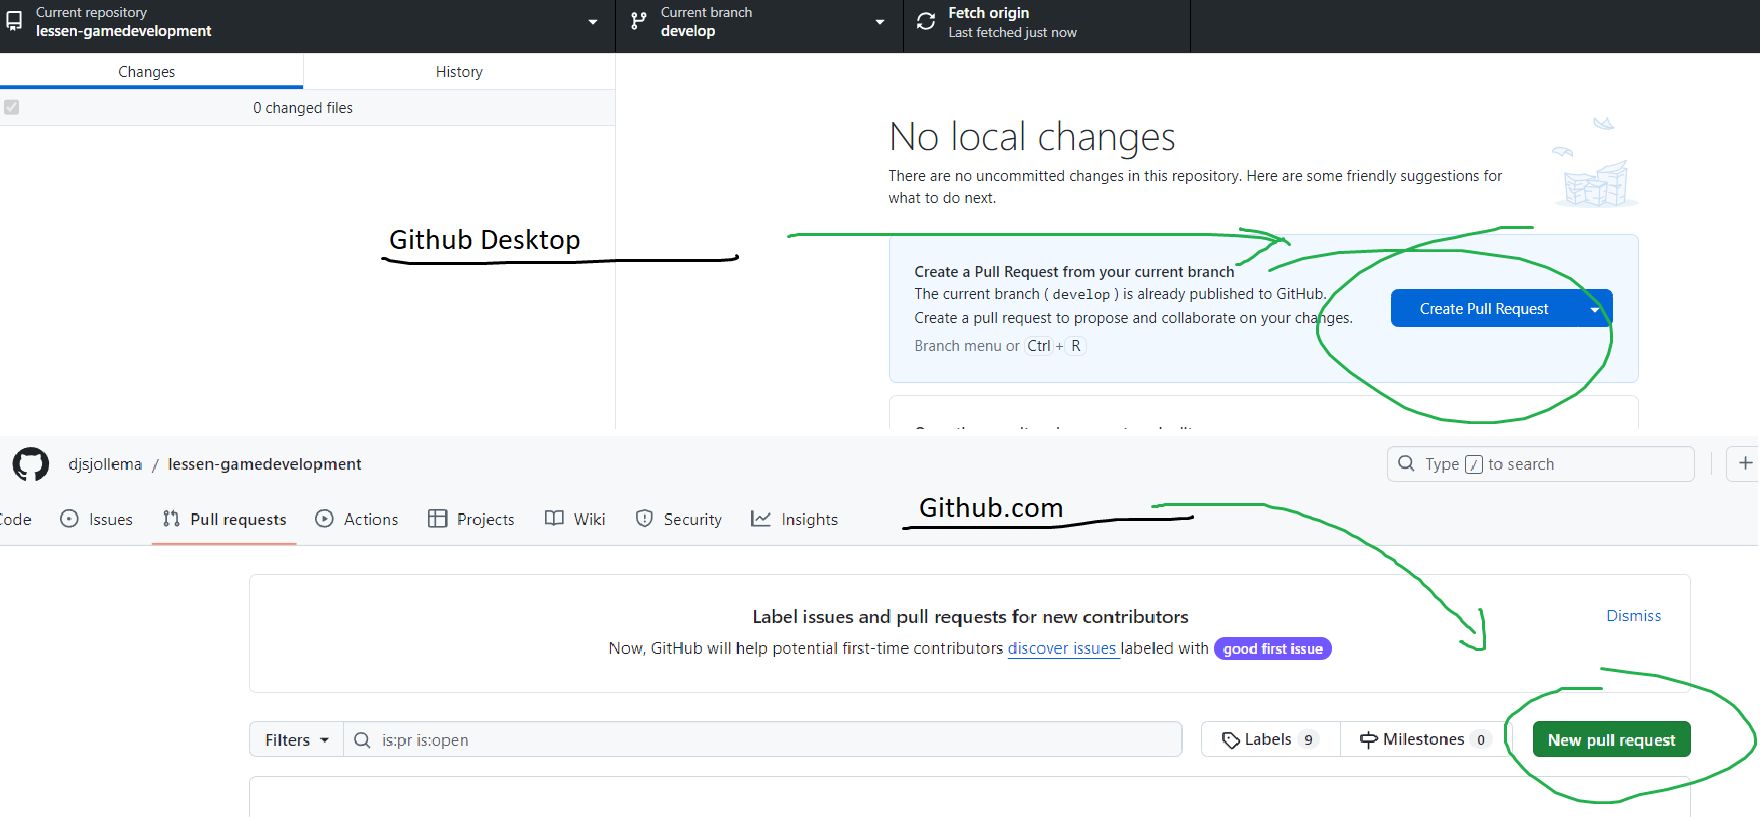 Current repository
lessen-gamedevelopment
Current branch
develop
Fetch origin
Last fetched just now
Changes
History
0 changed files
No local changes
There are no uncommitted changes in this repository. Here are some friendly suggestions for
what to do next.
Github Desktop
Create a Pull Request from your current branch
The current branch ( develop ) is already published to GitHub.
Create a pull request to propose and collaborate on your changes.
Branch menu or Ctrl + R
Create Pull Request
djsjollema / lessen-gamedevelopment
Type / to search
ode
Issues
Pull requests
Actions
Projects
Wiki
Security
Insights
Github.com
Label issues and pull requests for new contributors
Dismiss
Now, GitHub will help potential first-time contributors discover issues labeled with good first issue
Filters
is:pr is:open
Labels 9
Milestones 0
New pull request